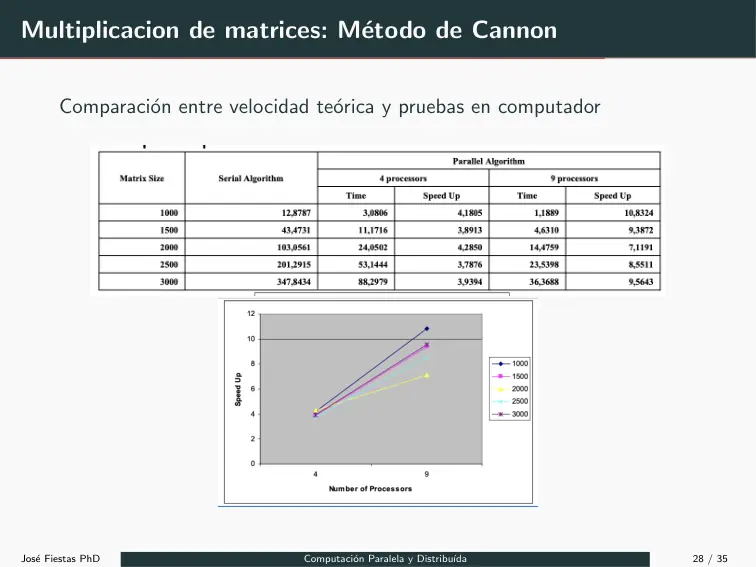 Multiplicacion de matrices: Método de Cannon
Comparación entre velocidad teórica y pruebas en computador
Matrix Size Serial Algorithm Parallel Algorithm
4 processors 9 processors
Time Speed Up Time Speed Up
1000 12,8787 3,0806 4,1805 1,1889 10,8324
1500 43,4731 11,1716 3,8913 4,6310 9,3872
2000 103,0561 24,0502 4,2850 14,4759 7,1191
2500 201,2915 53,1444 3,7876 23,5398 8,5511
3000 347,8434 88,2979 3,9394 36,3688 9,5643
12
10
8
6
4
2
0
Speed Up
4 9
Number of Processors
1000
1500
2000
2500
3000
José Fiestas PhD Computación Paralela y Distribuída 28 / 35